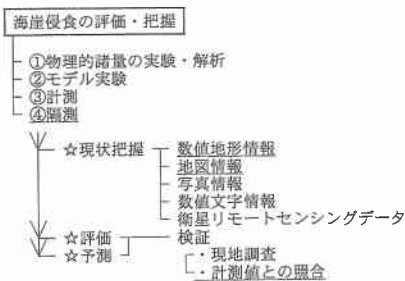 海崖侵食の評価・把握
①物理的諸量の実験・解析
②モデル実験
③計測
④隔測
☆現状把握 数値地形情報
地図情報
写真情報
数値文字情報
衛星リモートセンシングデータ
☆評価 検証
☆予測 ・現地調査
・計測値との照合